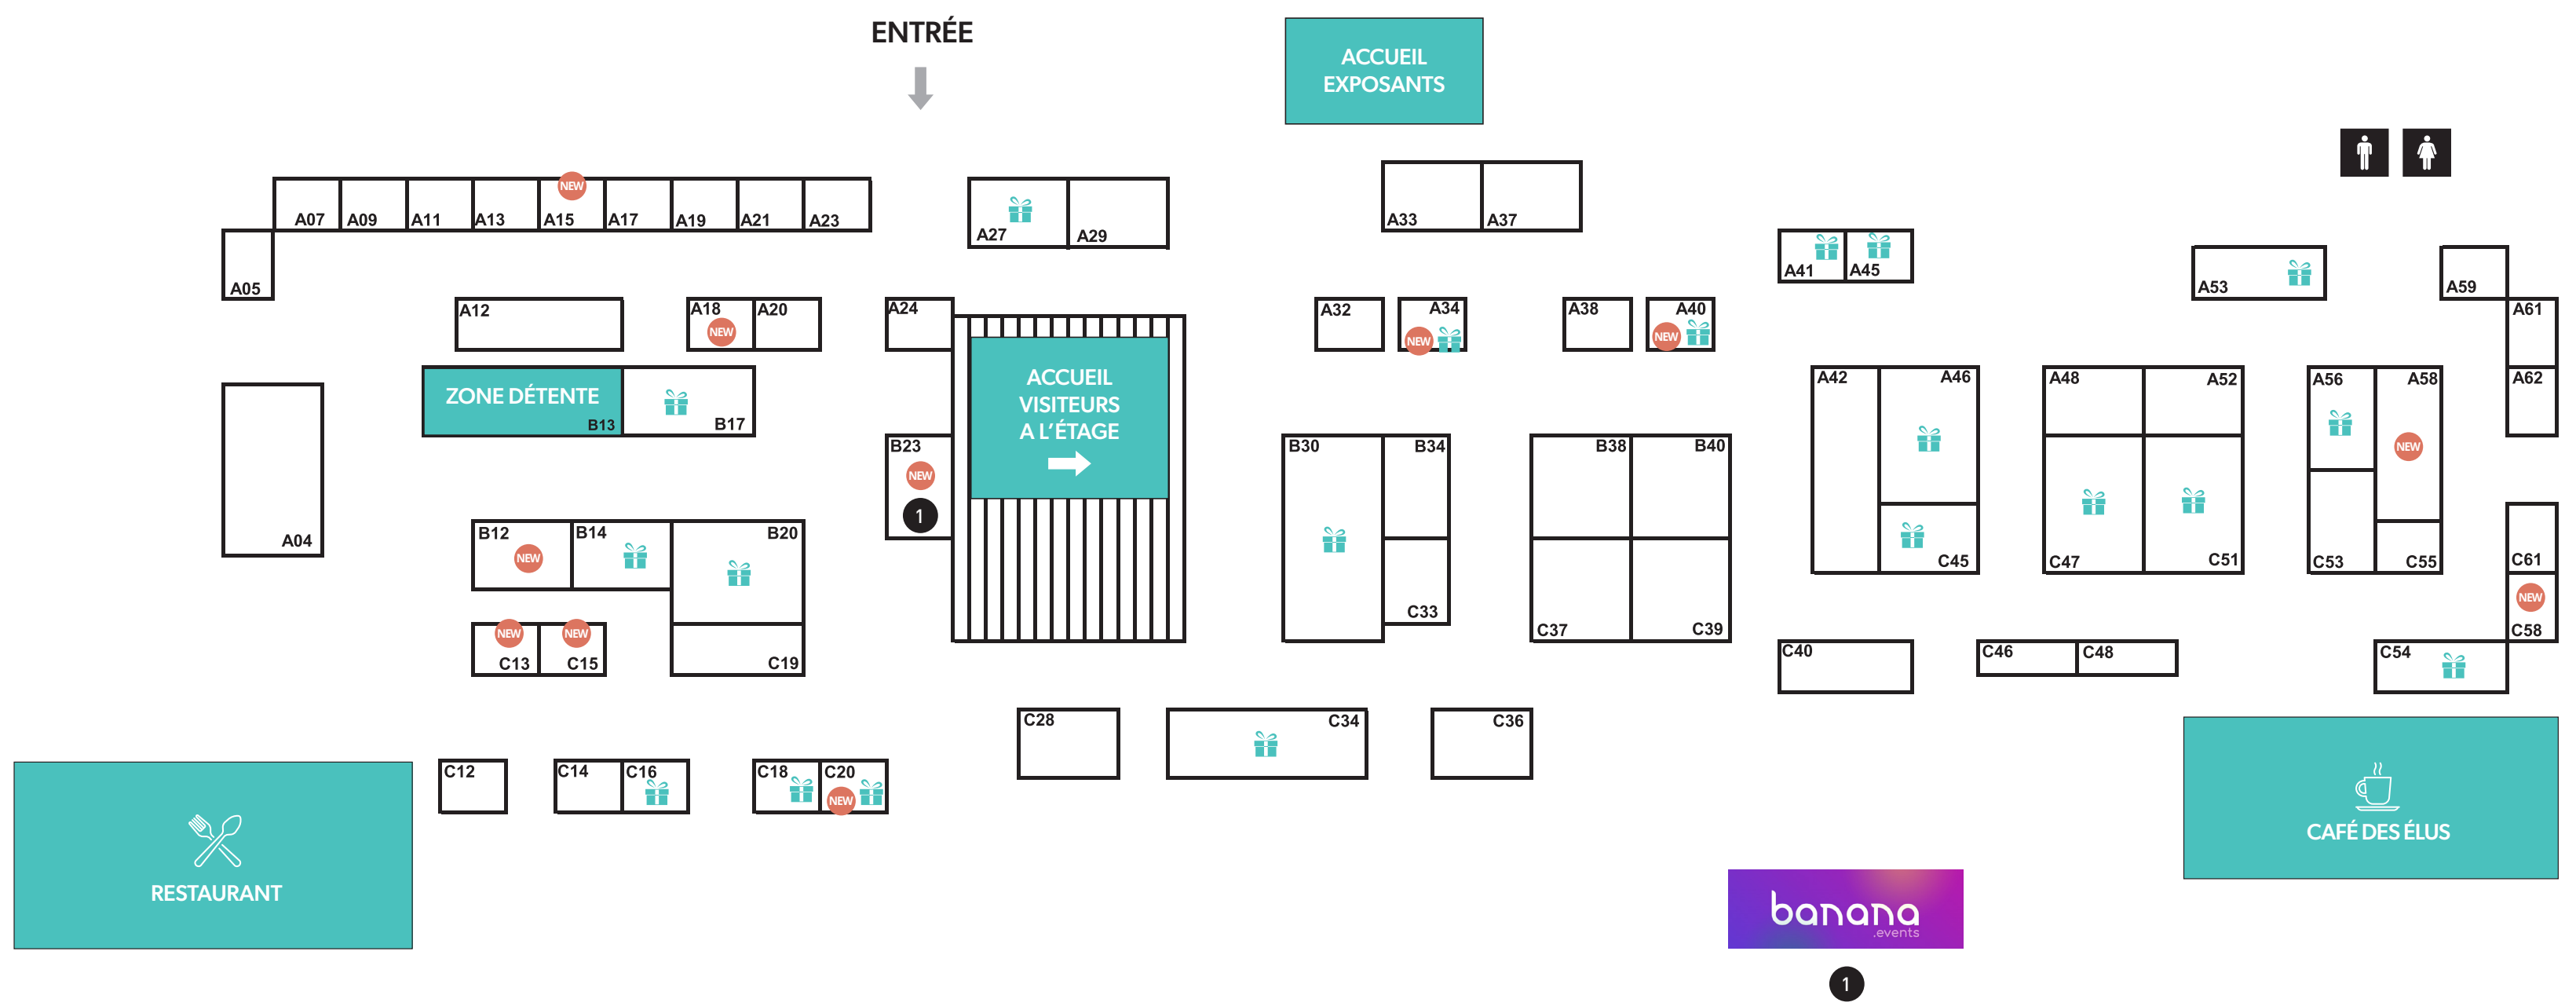 ENTRÉE
ACCUEIL
EXPOSANTS
NEW
A07 A09 A11 A13 A15 A17 A19 A21 A23
A27 A29
A33 A37
A41 A45
A05
A53
A59
A12
A18 A20
NEW
A24
A32
A34
NEW
A38
A40
NEW
A61
ZONE DÉTENTE
B13
B17
ACCUEIL
VISITEURS
A L'ÉTAGE
A42 A46
A48 A52
A56 A58
A62
NEW
B23
NEW
1
B30 B34
B38 B40
A04
B12 B14 B20
NEW
C45
C47 C51
C53 C55
C61
NEW
C58
NEW NEW
C13 C15
C19
C33
C37 C39
C40
C46 C48
C54
C28
C34
C36
C12
C14 C16
C18 C20
NEW
RESTAURANT
CAFÉ DES ÉLUS
banana
.events
1